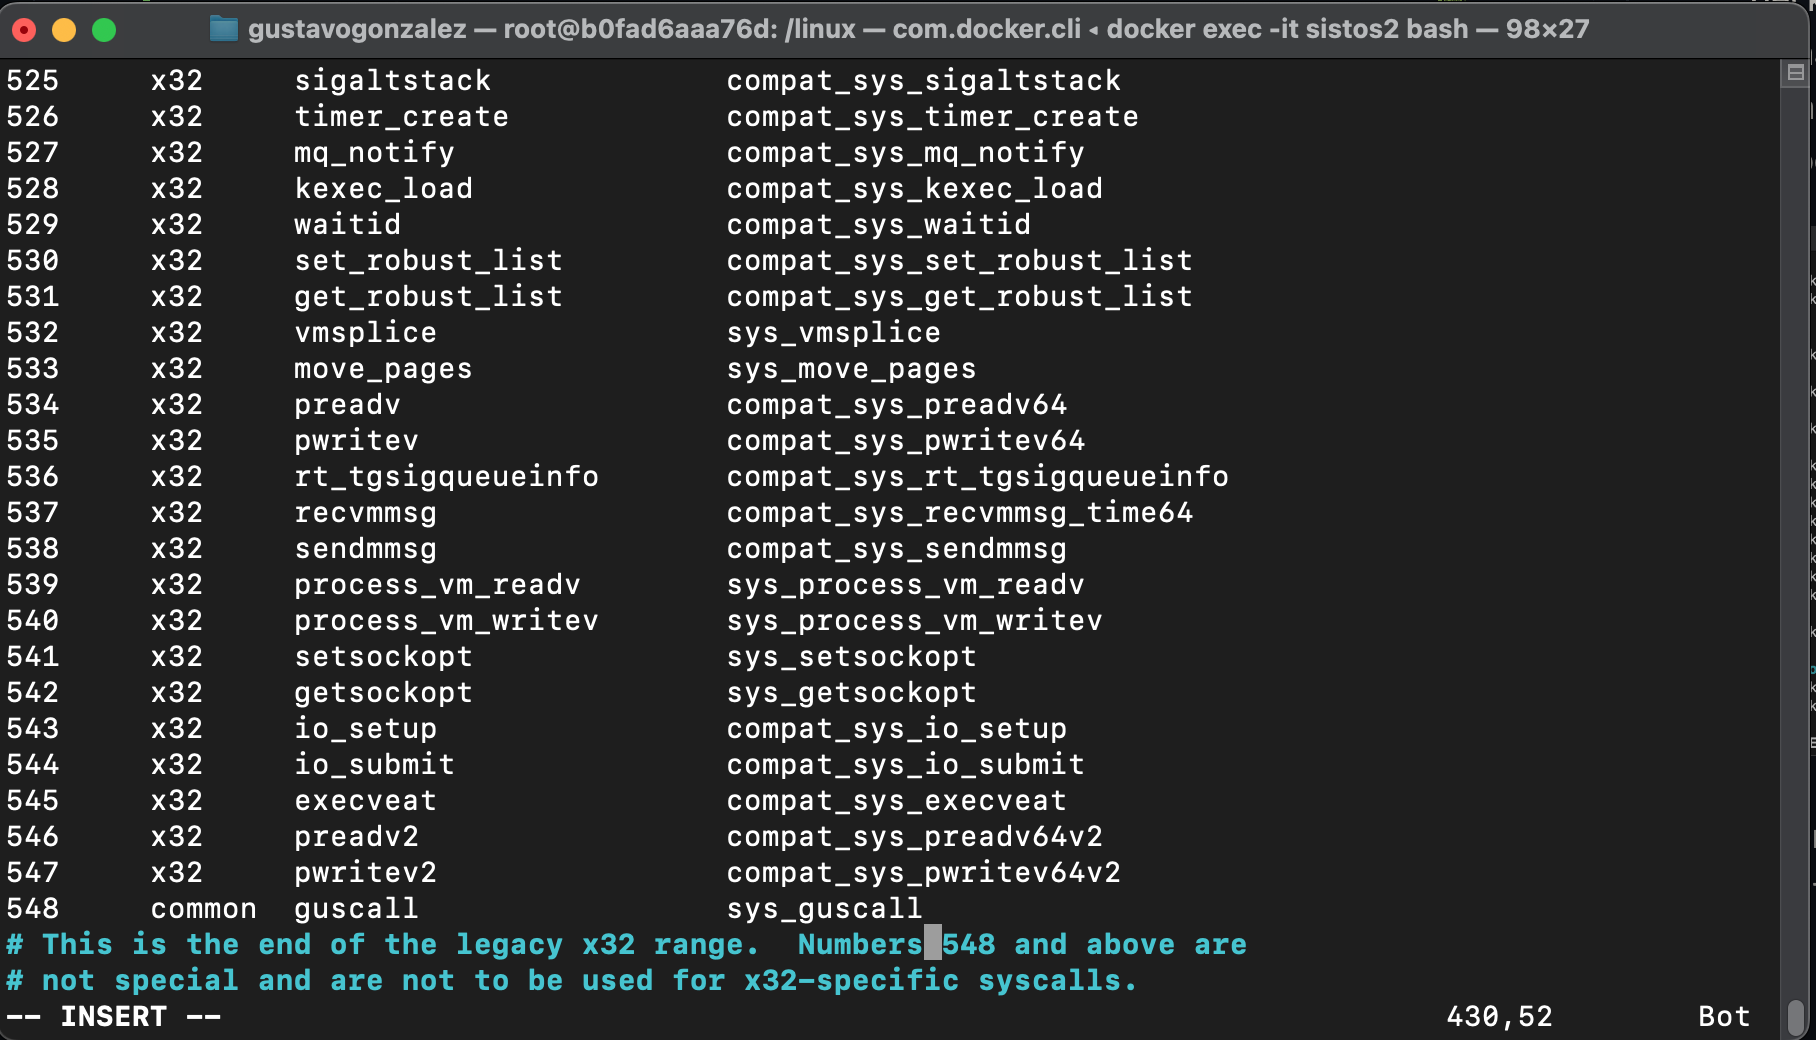 gustavogonzalez — root@b0fad6aaa76d: /linux — com.docker.cli ◂ docker exec -it sistos2 bash — 98×27
525 x32 sigaltstack compat_sys_sigaltstack
526 x32 timer_create compat_sys_timer_create
527 x32 mq_notify compat_sys_mq_notify
528 x32 kexec_load compat_sys_kexec_load
529 x32 waitid compat_sys_waitid
530 x32 set_robust_list compat_sys_set_robust_list
531 x32 get_robust_list compat_sys_get_robust_list
532 x32 vmsplice sys_vmsplice
533 x32 move_pages sys_move_pages
534 x32 preadv compat_sys_preadv64
535 x32 pwritev compat_sys_pwritev64
536 x32 rt_tgsigqueueinfo compat_sys_rt_tgsigqueueinfo
537 x32 recvmmsg compat_sys_recvmmsg_time64
538 x32 sendmmsg compat_sys_sendmmsg
539 x32 process_vm_readv sys_process_vm_readv
540 x32 process_vm_writev sys_process_vm_writev
541 x32 setsockopt sys_setsockopt
542 x32 getsockopt sys_getsockopt
543 x32 io_setup compat_sys_io_setup
544 x32 io_submit compat_sys_io_submit
545 x32 execveat compat_sys_execveat
546 x32 preadv2 compat_sys_preadv64v2
547 x32 pwritev2 compat_sys_pwritev64v2
548 common guscall sys_guscall
# This is the end of the legacy x32 range.  Numbers 548 and above are
# not special and are not to be used for x32-specific syscalls.
-- INSERT -- 430,52 Bot